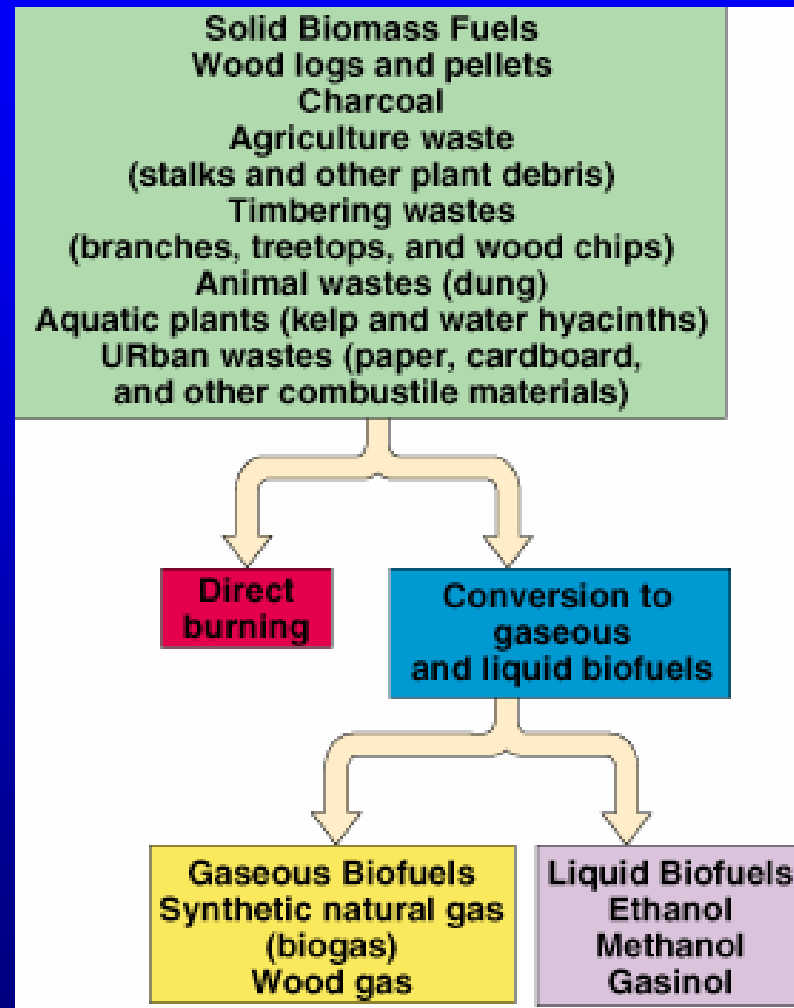 Solid Biomass Fuels
Wood logs and pellets
Charcoal
Agriculture waste
(stalks and other plant debris)
Timbering wastes
(branches, treetops, and wood chips)
Animal wastes (dung)
Aquatic plants (kelp and water hyacinths)
URban wastes (paper, cardboard,
and other combustile materials)
Direct
burning
Conversion to
gaseous
and liquid biofuels
Gaseous Biofuels
Synthetic natural gas
(biogas)
Wood gas
Liquid Biofuels
Ethanol
Methanol
Gasinol